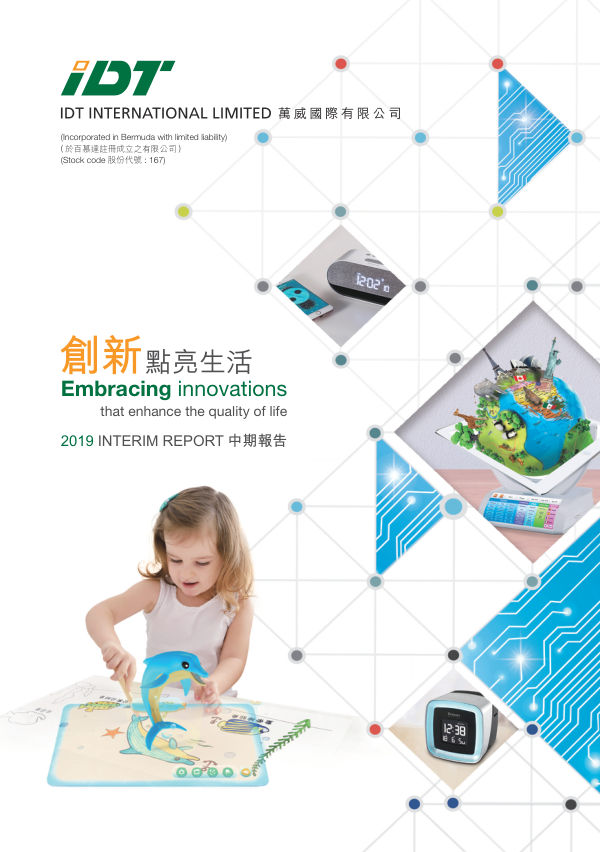 iDT
IDT INTERNATIONAL LIMITED 萬威國際有限公司
(Incorporated in Bermuda with limited liability)
(於百慕達註冊成立之有限公司)
(Stock code 股份代號 : 167)
創新點亮生活
Embracing innovations
that enhance the quality of life
2019 INTERIM REPORT 中期報告
12:02
12:38